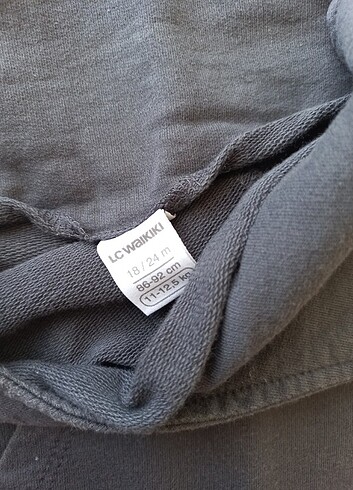 LC WAIKIKI
18 / 24 m
86-92 cm
11-12,5 kg